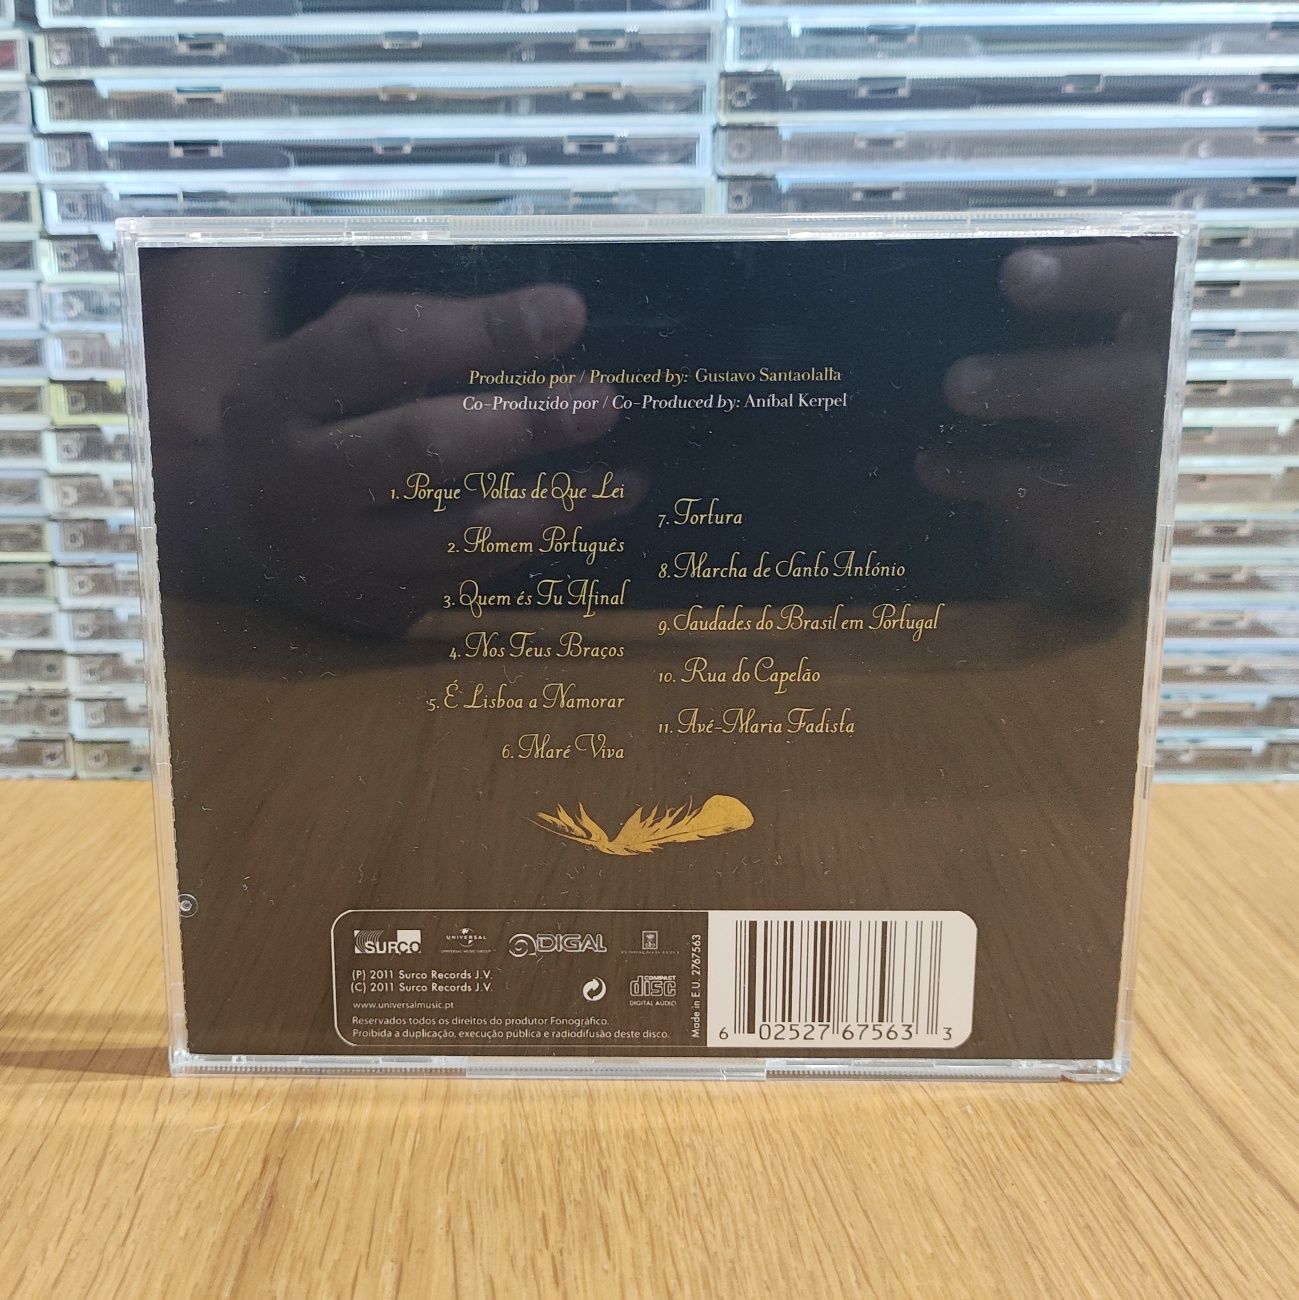 Produzido por / Produced by: Gustavo Santaolalla
Co-Produzido por / Co-Produced by: Aníbal Kerpel
1. Porque Voltas de Que Lei
2. Homem Português
3. Quem és Tu Afinal
4. Nos Teus Braços
5. É Lisboa a Namorar
6. Maré Viva
7. Tortura
8. Marcha de Santo António
9. Saudades do Brasil em Portugal
10. Rua do Capelão
11. Avé-Maria Fadista
SURCO
UNIVERSAL
UNIVERSAL MUSIC GROUP
DIGAL
(P) 2011 Surco Records J.V.
(C) 2011 Surco Records J.V.
www.universalmusic.pt
COMPACT
disc
DIGITAL AUDIO
Reservados todos os direitos do produtor Fonográfico.
Proibida a duplicação, execução pública e radiodifusão deste disco.
Made in E.U. 2767563
6 02527 67563 3